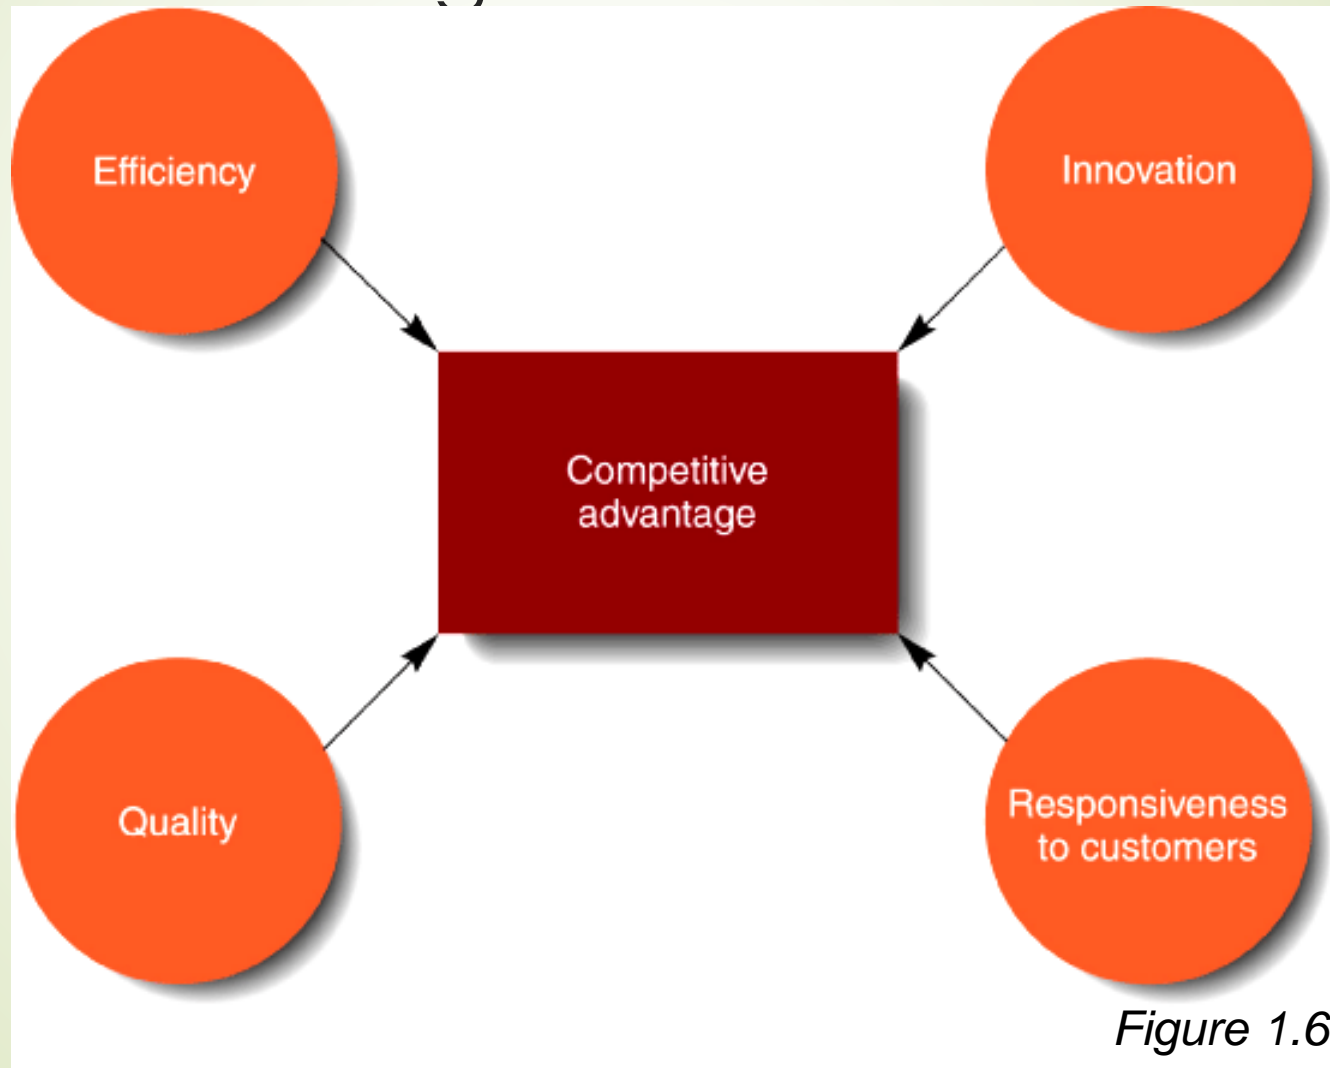 Efficiency
Innovation
Competitive
advantage
Quality
Responsiveness
to customers
Figure 1.6